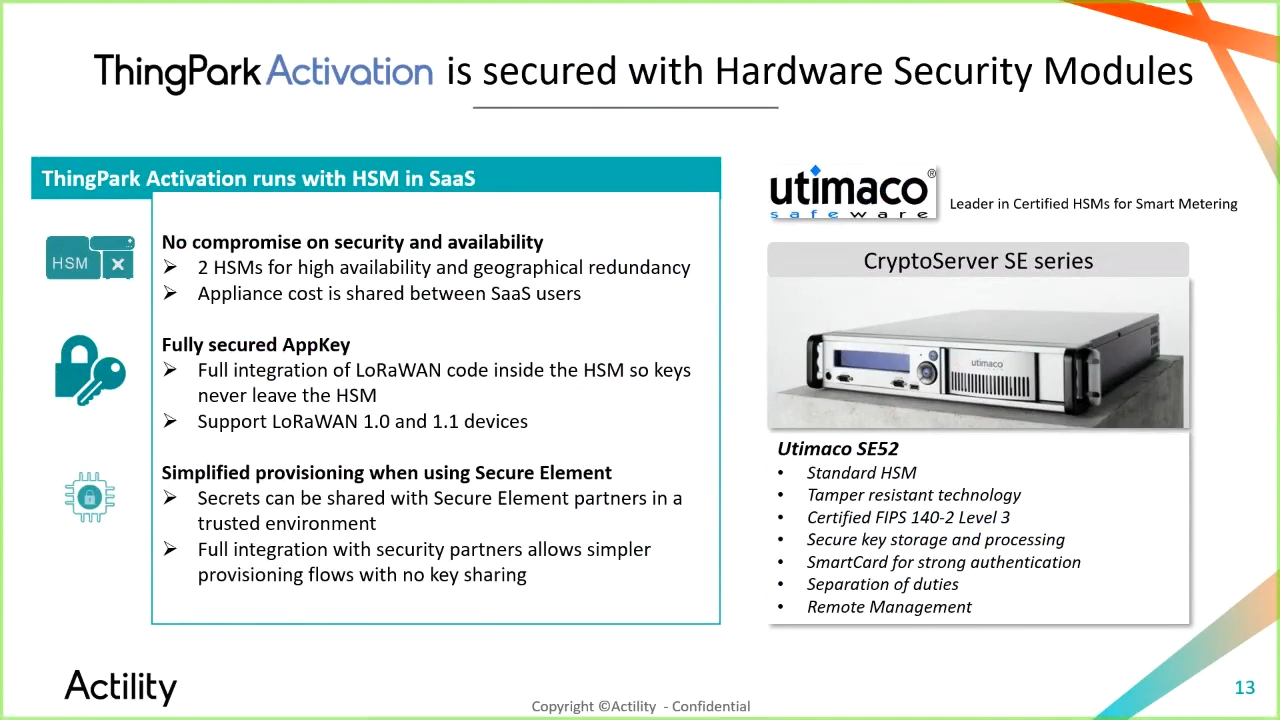 ThingPark Activation is secured with Hardware Security Modules
ThingPark Activation runs with HSM in SaaS
HSM
No compromise on security and availability
➢ 2 HSMs for high availability and geographical redundancy
➢ Appliance cost is shared between SaaS users
Fully secured AppKey
➢ Full integration of LoRaWAN code inside the HSM so keys
never leave the HSM
➢ Support LoRaWAN 1.0 and 1.1 devices
Simplified provisioning when using Secure Element
➢ Secrets can be shared with Secure Element partners in a
trusted environment
➢ Full integration with security partners allows simpler
provisioning flows with no key sharing
utimaco®
safeware
Leader in Certified HSMs for Smart Metering
CryptoServer SE series
utimaco
Utimaco SE52
• Standard HSM
• Tamper resistant technology
• Certified FIPS 140-2 Level 3
• Secure key storage and processing
• SmartCard for strong authentication
• Separation of duties
• Remote Management
Actility
Copyright ©Actility - Confidential
13